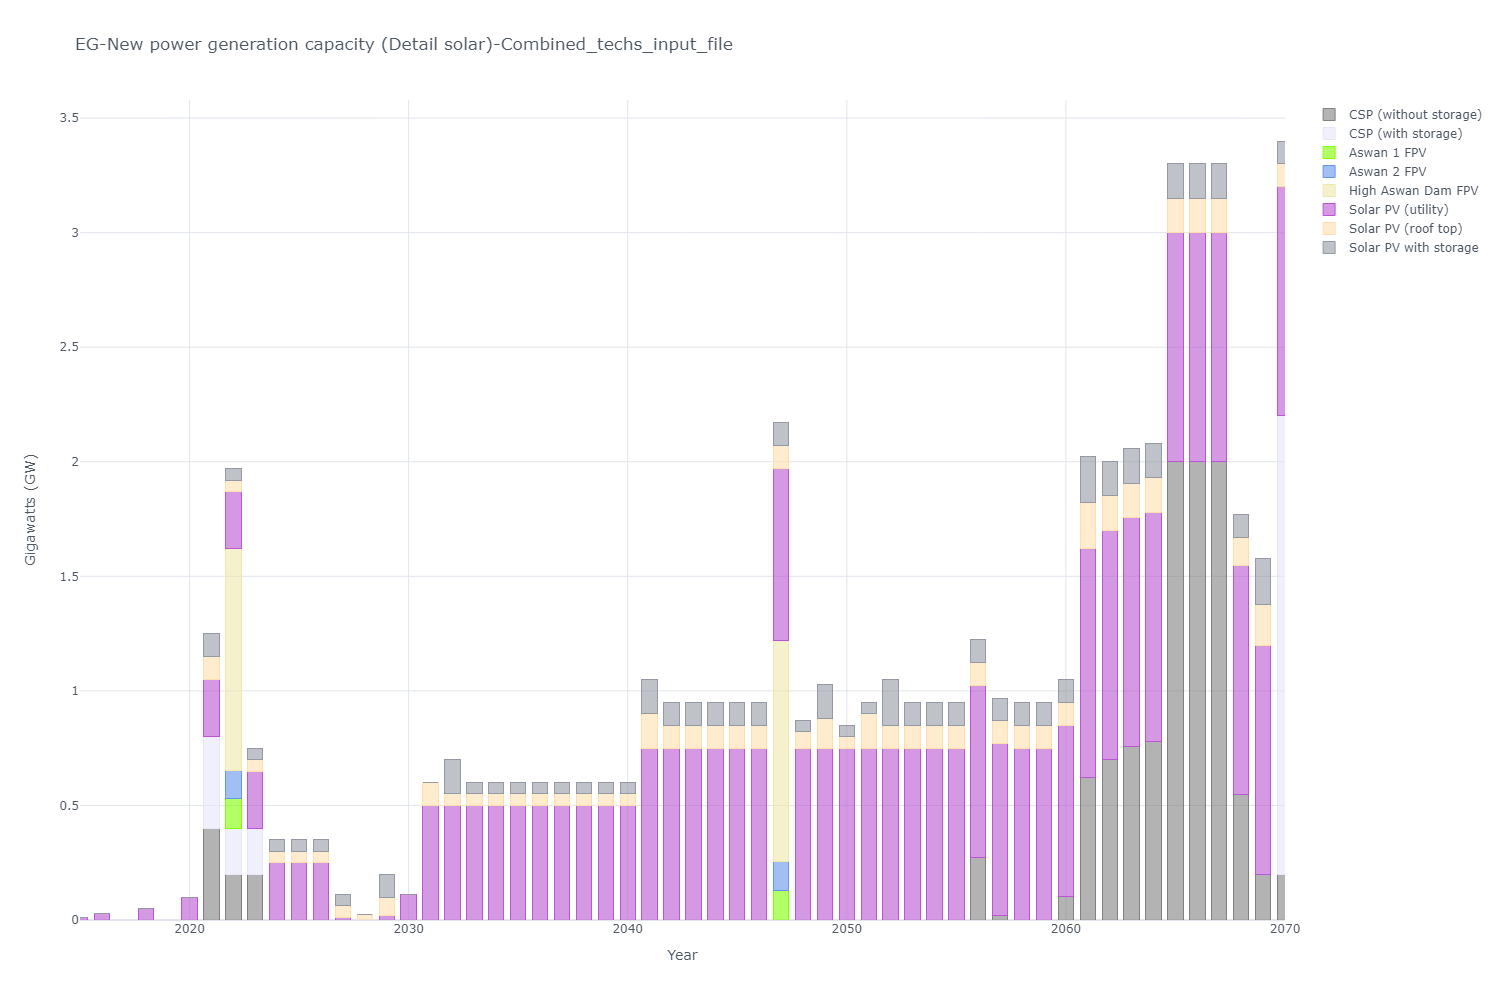 EG-New power generation capacity (Detail solar)-Combined_techs_input_file
CSP (without storage)
CSP (with storage)
Aswan 1 FPV
Aswan 2 FPV
High Aswan Dam FPV
Solar PV (utility)
Solar PV (roof top)
Solar PV with storage
Gigawatts (GW)
3.5
3
2.5
2
1.5
1
0.5
0
2020
2030
2040
2050
2060
2070
Year